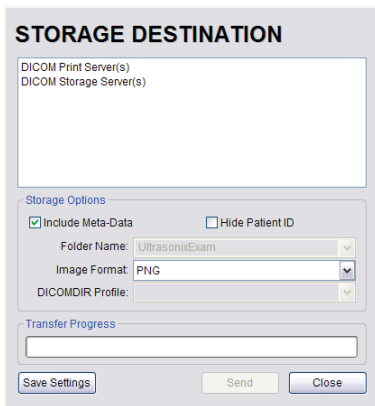 STORAGE DESTINATION
DICOM Print Server(s)
DICOM Storage Server(s)
Storage Options
Include Meta-Data Hide Patient ID
Folder Name: UltrasonixExam
Image Format: PNG
DICOMDIR Profile:
Transfer Progress
Save Settings Send Close